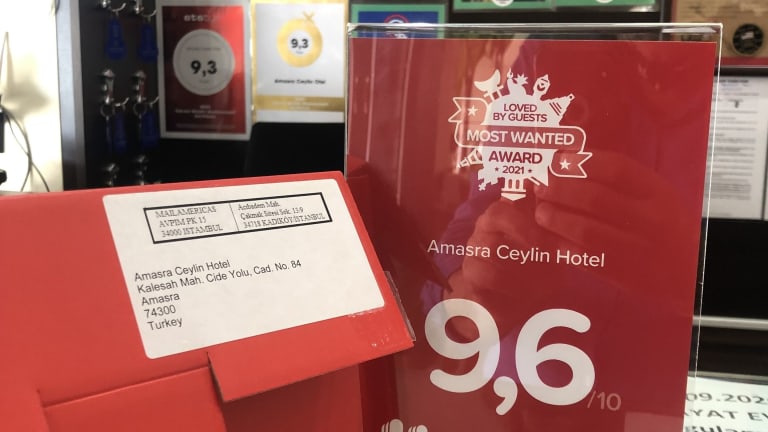 9,3
9,3
Amasra Ceylin Otel
LOVED
BY GUESTS
MOST WANTED
AWARD
2021
Amasra Ceylin Hotel
9,6
/10
MAILAMERICAS
AVPIM PK 15
34000 ISTAMBUL
Acıbadem Mah.
Çakmak Sitesi Sok. 13/9
34718 KADIKÖY/ISTANBUL
Amasra Ceylin Hotel
Kalesah Mah. Cide Yolu, Cad. No. 84
Amasra
74300
Turkey